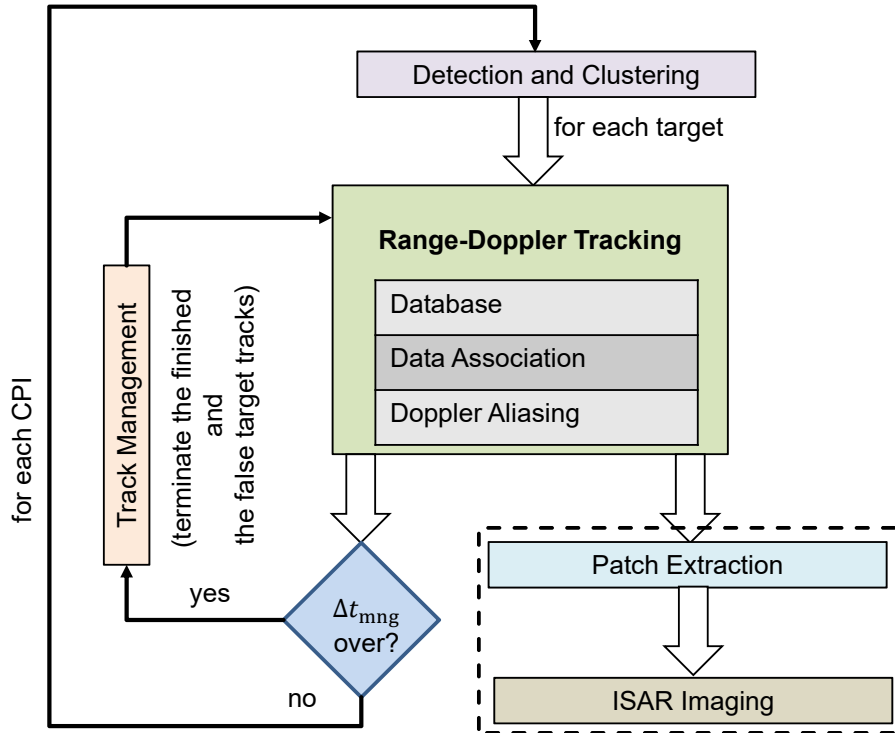 Detection and Clustering
for each target
Range-Doppler Tracking
Database
Data Association
Doppler Aliasing
for each CPI
Track Management
(terminate the finished
and
the false target tracks)
Patch Extraction
yes
Δt_mng
over?
no
ISAR Imaging